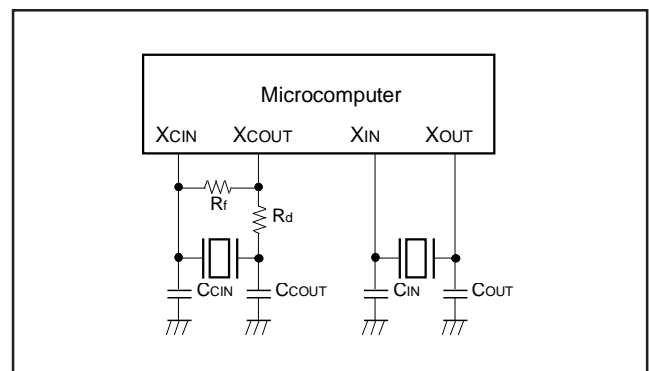 Microcomputer
XCIN XCOUT XIN XOUT
Rf
Rd
CCIN CCOUT CIN COUT